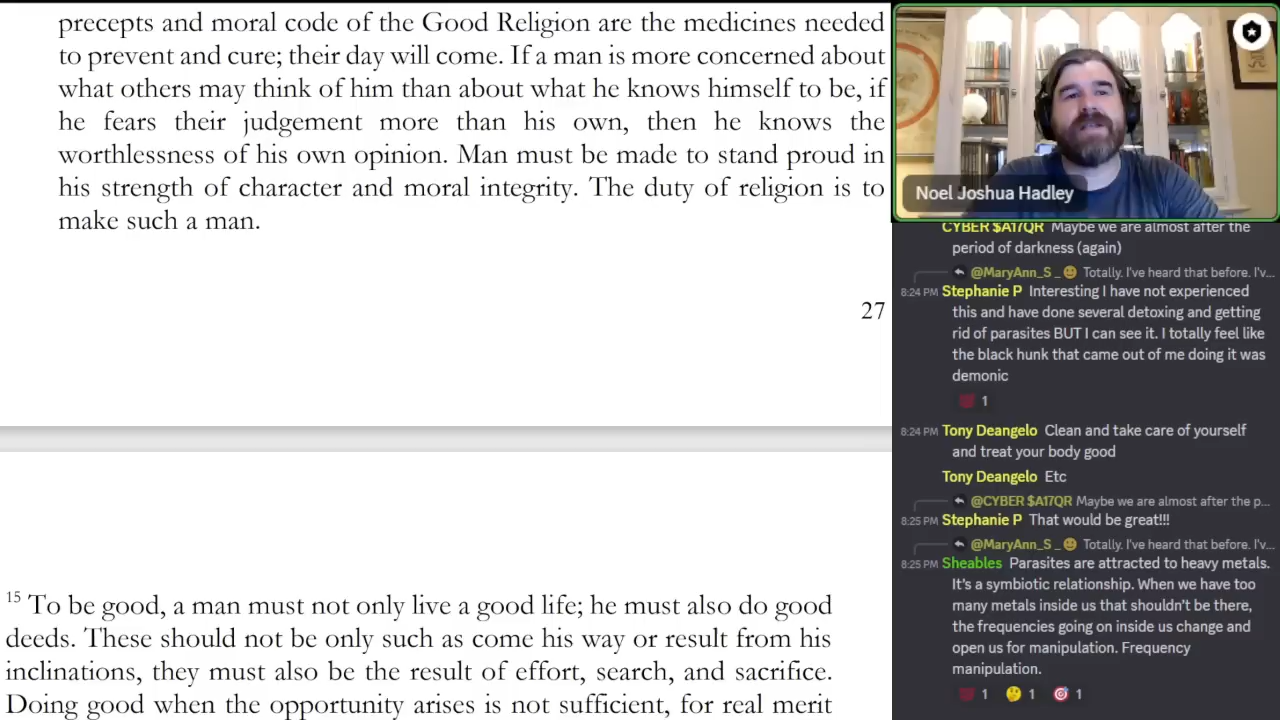 precepts and moral code of the Good Religion are the medicines needed
to prevent and cure; their day will come. If a man is more concerned about
what others may think of him than about what he knows himself to be, if
he fears their judgement more than his own, then he knows the
worthlessness of his own opinion. Man must be made to stand proud in
his strength of character and moral integrity. The duty of religion is to
make such a man.
27
15 To be good, a man must not only live a good life; he must also do good
deeds. These should not be only such as come his way or result from his
inclinations, they must also be the result of effort, search, and sacrifice.
Doing good when the opportunity arises is not sufficient, for real merit
Noel Joshua Hadley
CYBER $A17QR Maybe we are almost after the
period of darkness (again)
@MaryAnn_S_ Totally. I've heard that before. I'v...
8:24 PM Stephanie P Interesting I have not experienced
this and have done several detoxing and getting
rid of parasites BUT I can see it. I totally feel like
the black hunk that came out of me doing it was
demonic
1
8:24 PM Tony Deangelo Clean and take care of yourself
and treat your body good
Tony Deangelo Etc
@CYBER $A17QR Maybe we are almost after the p...
8:25 PM Stephanie P That would be great!!!
@MaryAnn_S_ Totally. I've heard that before. I'v...
8:25 PM Sheables Parasites are attracted to heavy metals.
It's a symbiotic relationship. When we have too
many metals inside us that shouldn't be there,
the frequencies going on inside us change and
open us for manipulation. Frequency
manipulation.
1 1 1